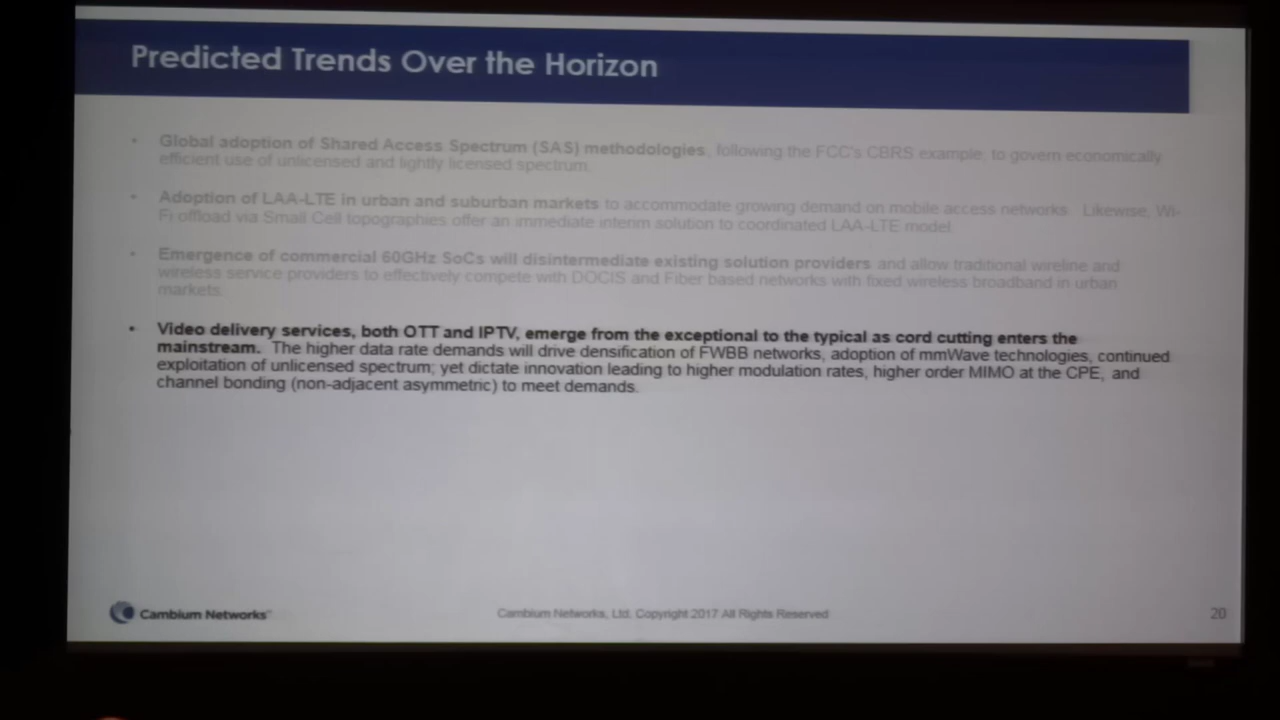 Predicted Trends Over the Horizon
• Global adoption of Shared Access Spectrum (SAS) methodologies, following the FCC's CBRS example, to govern economically
efficient use of unlicensed and lightly licensed spectrum.
• Adoption of LAA-LTE in urban and suburban markets to accommodate growing demand on mobile access networks. Likewise, Wi-
Fi offload via Small Cell topographies offer an immediate interim solution to coordinated LAA-LTE model.
• Emergence of commercial 60GHz SoCs will disintermediate existing solution providers and allow traditional wireline and
wireless service providers to effectively compete with DOCIS and Fiber based networks with fixed wireless broadband in urban
markets.
• Video delivery services, both OTT and IPTV, emerge from the exceptional to the typical as cord cutting enters the
mainstream. The higher data rate demands will drive densification of FWBB networks, adoption of mmWave technologies, continued
exploitation of unlicensed spectrum; yet dictate innovation leading to higher modulation rates, higher order MIMO at the CPE, and
channel bonding (non-adjacent asymmetric) to meet demands.
Cambium Networks™
Cambium Networks, Ltd. Copyright 2017 All Rights Reserved
20